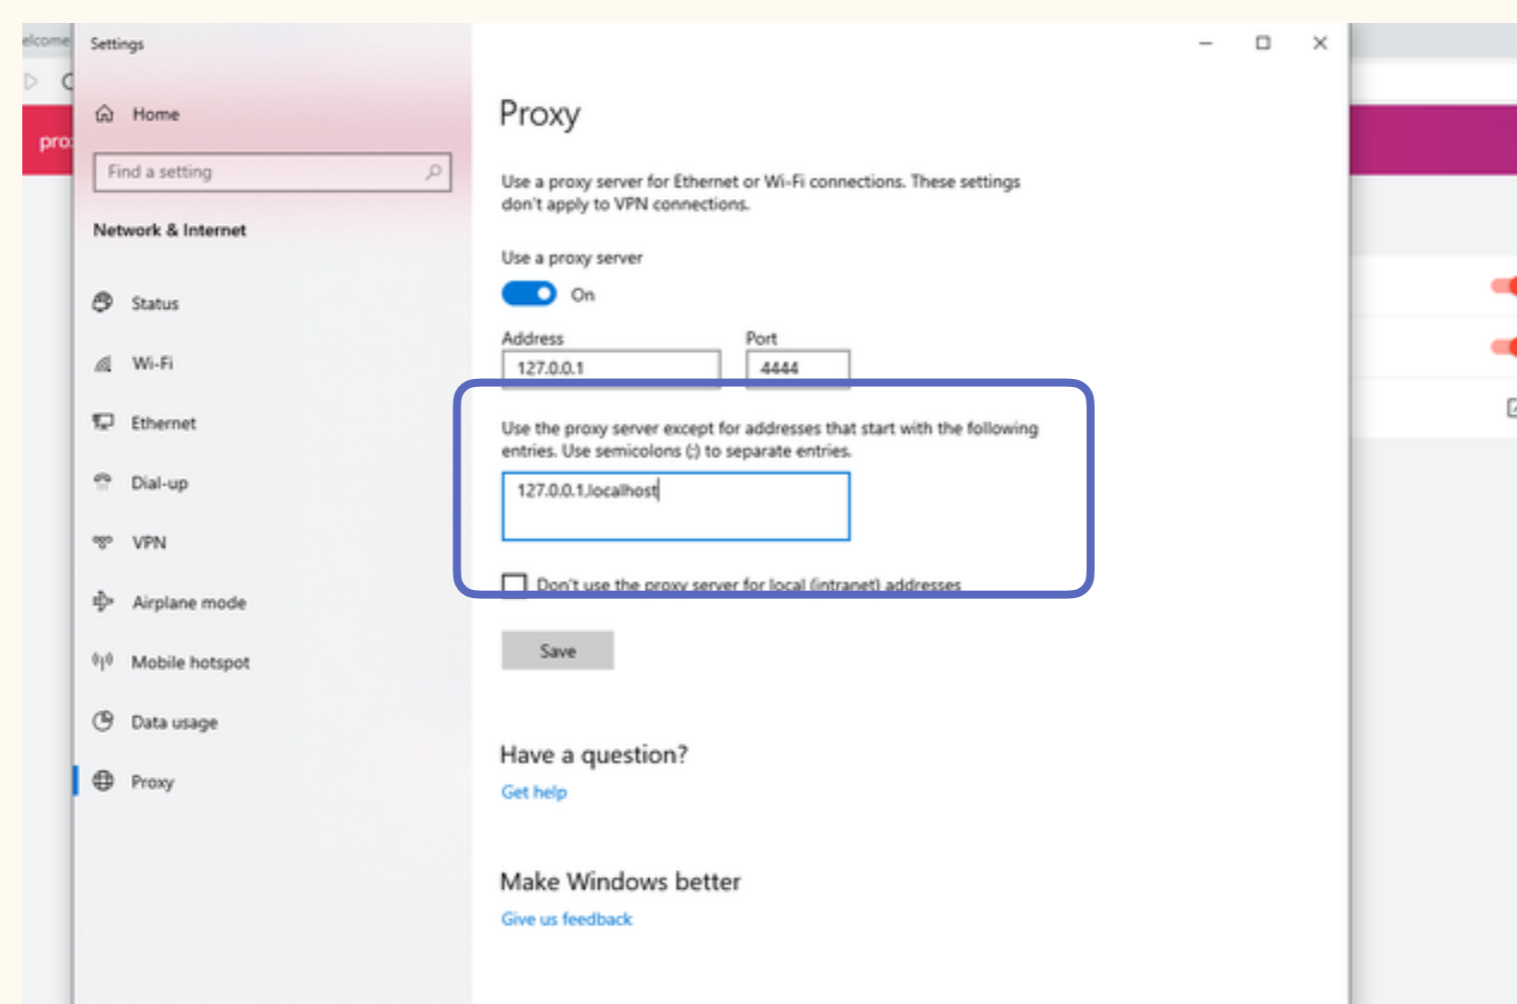 elcome
Settings
Home
pro
Find a setting
Network & Internet
Status
Wi-Fi
Ethernet
Dial-up
VPN
Airplane mode
Mobile hotspot
Data usage
Proxy
Proxy
Use a proxy server for Ethernet or Wi-Fi connections. These settings
don't apply to VPN connections.
Use a proxy server
On
Address Port
127.0.0.1 4444
Use the proxy server except for addresses that start with the following
entries. Use semicolons (;) to separate entries.
127.0.0.1,localhost
Don't use the proxy server for local (intranet) addresses
Save
Have a question?
Get help
Make Windows better
Give us feedback